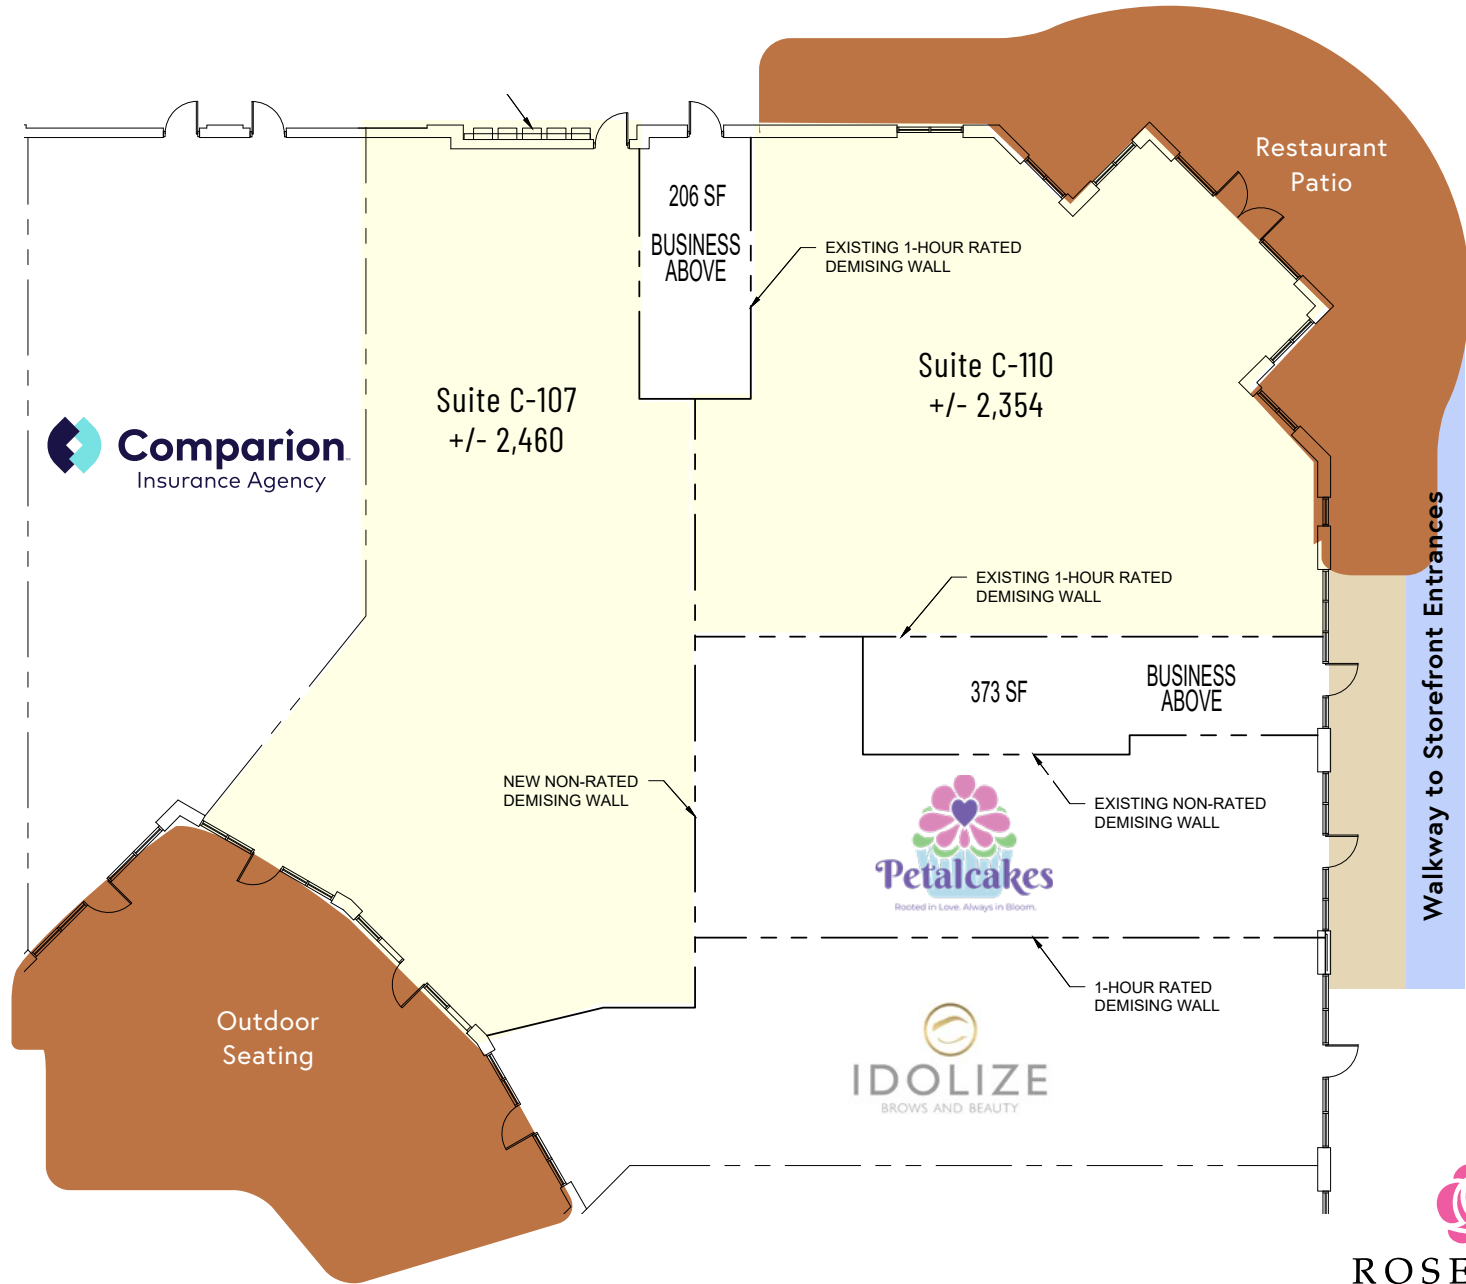 Restaurant
Patio
206 SF
BUSINESS
ABOVE
EXISTING 1-HOUR RATED
DEMISING WALL
Suite C-110
+/- 2,354
Suite C-107
+/- 2,460
Comparion
Insurance Agency
Walkway to Storefront Entrances
EXISTING 1-HOUR RATED
DEMISING WALL
373 SF
BUSINESS
ABOVE
NEW NON-RATED
DEMISING WALL
EXISTING NON-RATED
DEMISING WALL
Petalcakes
Rooted in Love. Always in Bloom.
1-HOUR RATED
DEMISING WALL
Outdoor
Seating
IDOLIZE
BROWS AND BEAUTY
ROSE